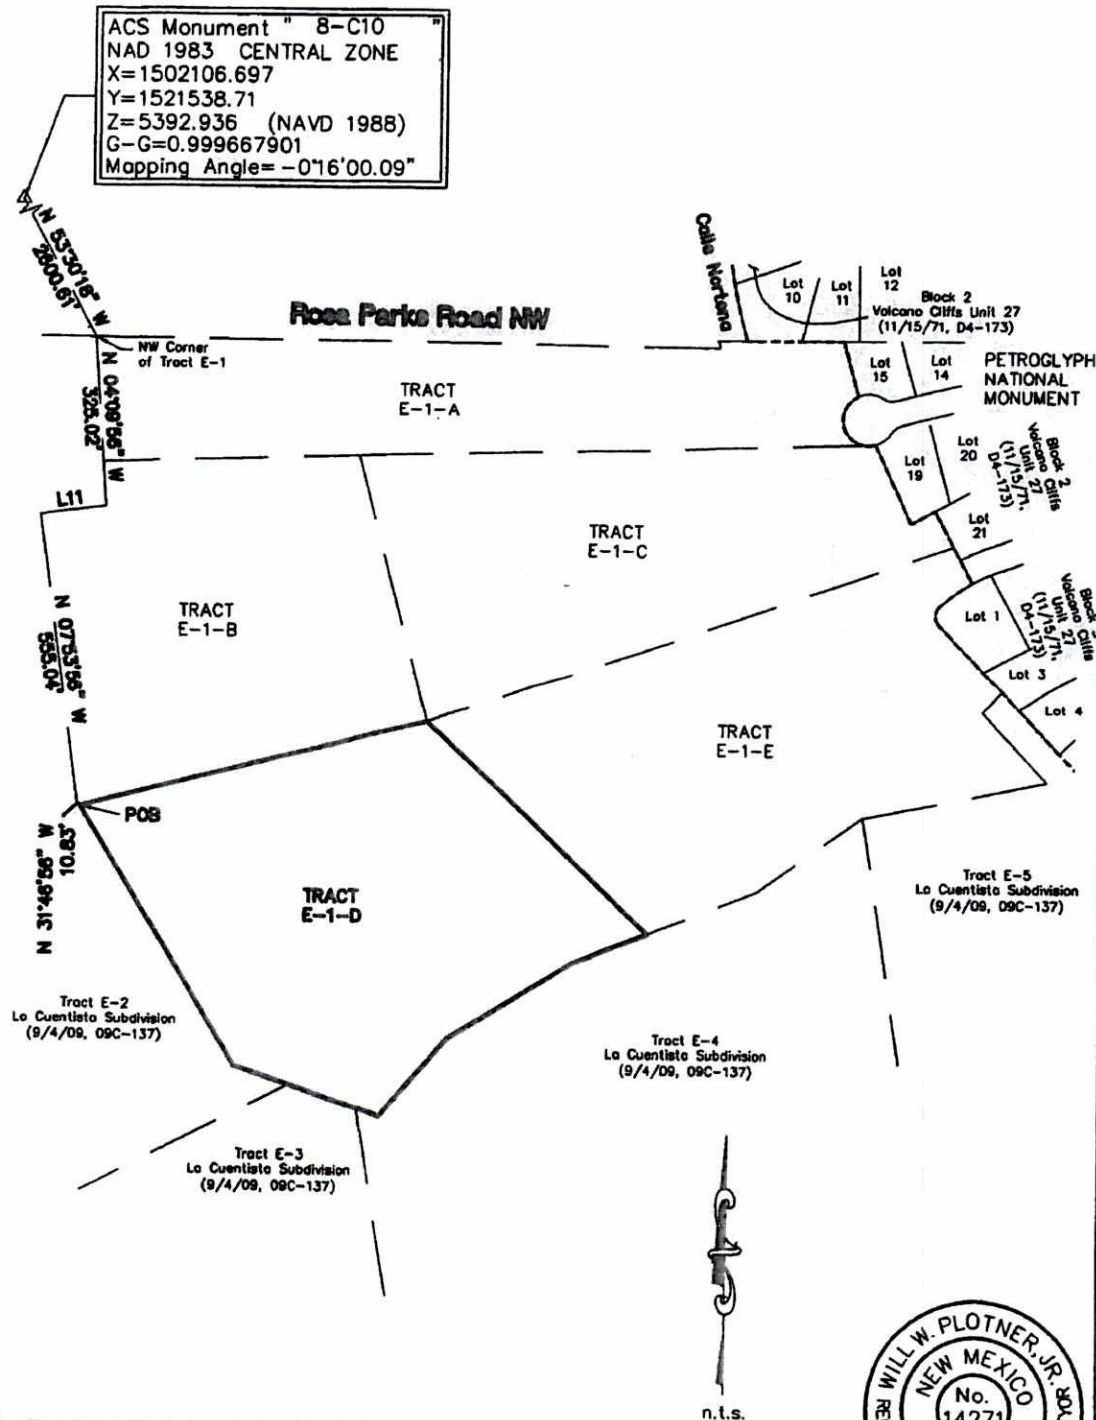 ACS Monument " 8-C10 "
NAD 1983 CENTRAL ZONE
X=1502106.697
Y=1521538.71
Z=5392.936 (NAVD 1988)
G-G=0.999667901
Mapping Angle= -0°16'00.09"
N 53°30'18" W
2600.61'
Rosa Parks Road NW
Calle Nortena
Lot
10
Lot
11
Lot
12
Block 2
Volcano Cliffs Unit 27
(11/15/71, D4-173)
NW Corner
of Tract E-1
N 04°09'56" W
325.02'
TRACT
E-1-A
Lot
15
Lot
14
PETROGLYPH
NATIONAL
MONUMENT
Lot
19
Lot
20
Block 2
Volcano Cliffs
Unit 27
(11/15/71,
D4-173)
Lot
21
L11
TRACT
E-1-C
TRACT
E-1-B
N 07°53'56" W
555.04'
Lot 1
Block
Volcano Cliffs
Unit 27
(11/15/71,
D4-173)
Lot 3
Lot 4
TRACT
E-1-E
POB
N 31°46'56" W
10.83'
TRACT
E-1-D
Tract E-5
La Cuentista Subdivision
(9/4/09, 09C-137)
Tract E-2
La Cuentista Subdivision
(9/4/09, 09C-137)
Tract E-4
La Cuentista Subdivision
(9/4/09, 09C-137)
Tract E-3
La Cuentista Subdivision
(9/4/09, 09C-137)
n.t.s.
WILL W. PLOTNER, JR.
NEW MEXICO
No.
14271